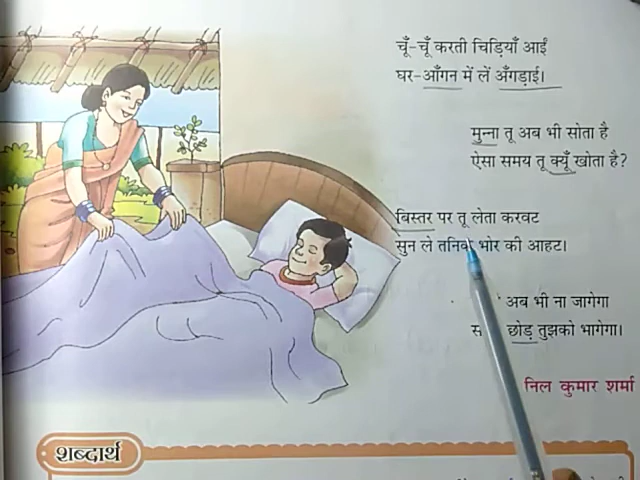 चूँ-चूँ करती चिड़ियाँ आईं
घर-आँगन में लें अँगड़ाई।
मुन्ना तू अब भी सोता है
ऐसा समय तू क्यूँ खोता है?
बिस्तर पर तू लेता करवट
सुन ले तनिक भोर की आहट।
अब भी ना जागेगा
छोड़ तुझको भागेगा।
निल कुमार शर्मा
शब्दार्थ